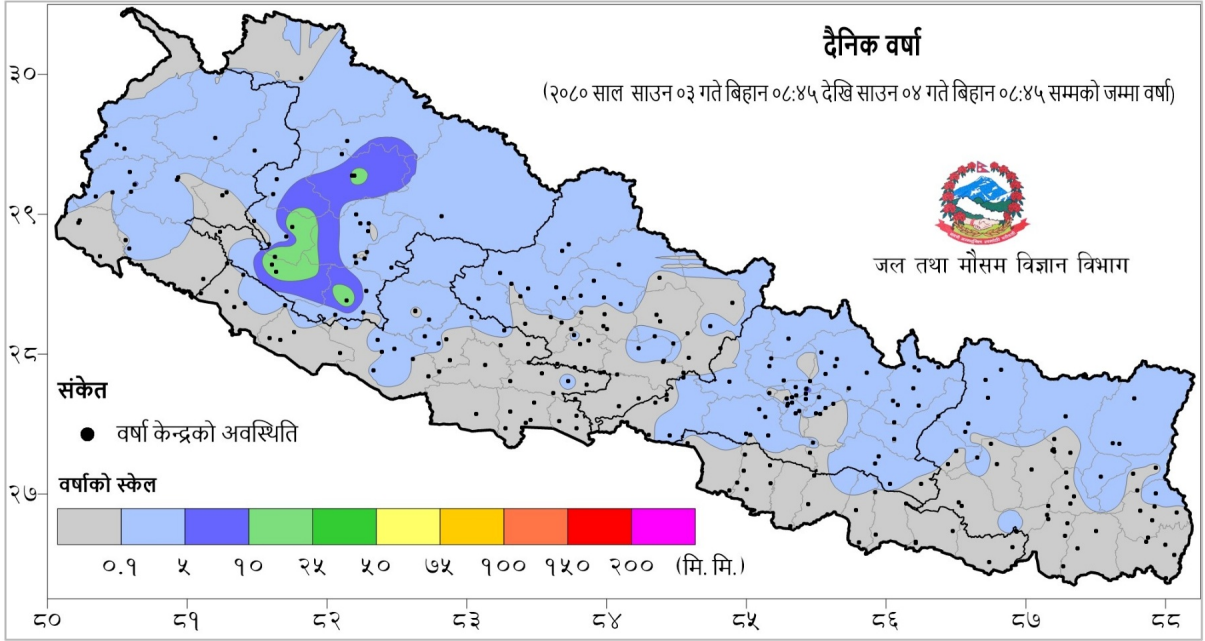 दैनिक वर्षा
(२०८० साल साउन ०३ गते बिहान ०८:४५ देखि साउन ०४ गते बिहान ०८:४५ सम्मको जम्मा वर्षा)
जल तथा मौसम विज्ञान विभाग
३०
२९
२८
२७
संकेत
वर्षा केन्द्रको अवस्थिति
वर्षाको स्केल
०.१ ५ १० २५ ५० ७५ १०० १५० २०० (मि. मि.)
८० ८१ ८२ ८३ ८४ ८५ ८६ ८७ ८८